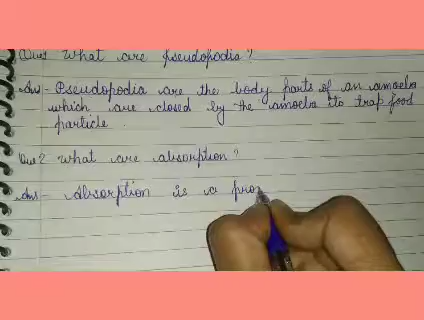 Que1 What are pseudopodia?
Ans - Pseudopodia are the body parts of an amoeba
which are closed by the amoeba to trap food
particle.
Que2 What are absorption?
Ans - Absorption is a pro